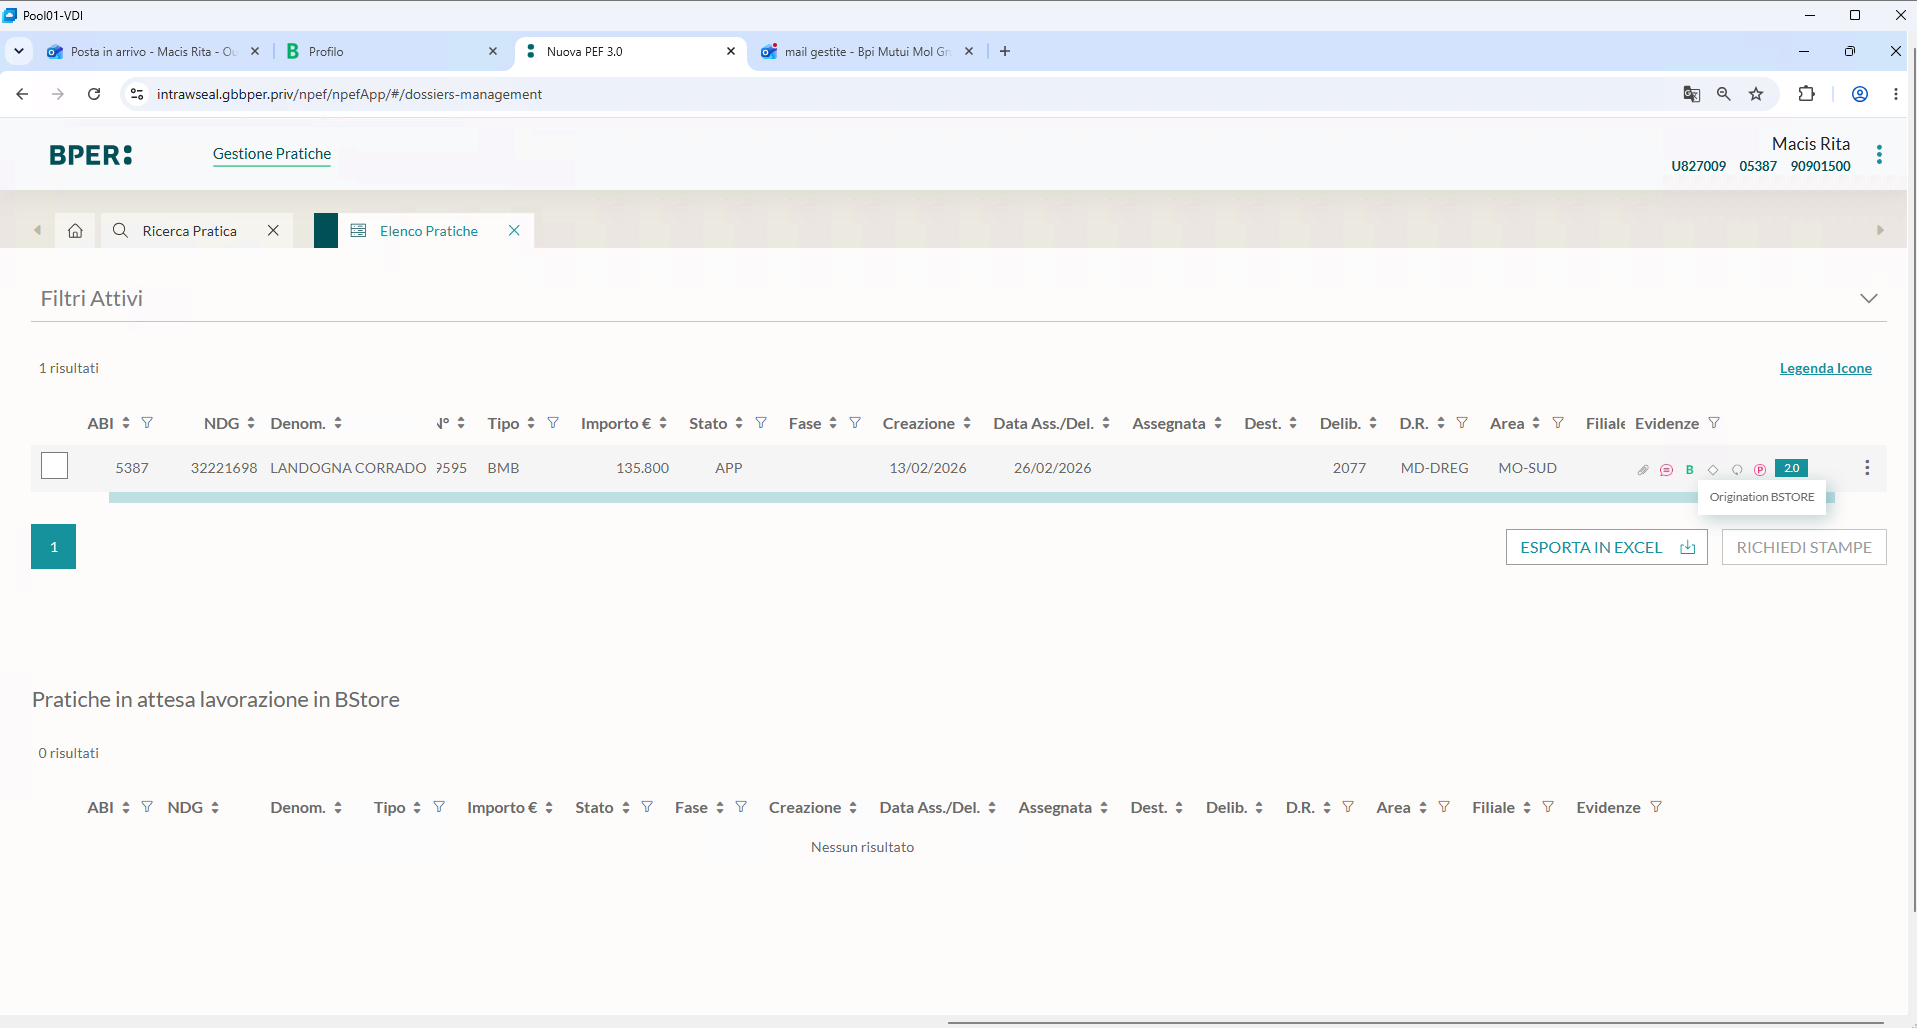 Pool01-VDI
Posta in arrivo - Macis Rita - Ou
Profilo
Nuova PEF 3.0
mail gestite - Bpi Mutui Mol Gr
intrawseal.gbbper.priv/npef/npefApp/#/dossiers-management
BPER:
Gestione Pratiche
Macis Rita
U827009 05387 90901500
Ricerca Pratica
Elenco Pratiche
Filtri Attivi
1 risultati
Legenda Icone
ABI NDG Denom. N° Tipo Importo € Stato Fase Creazione Data Ass./Del. Assegnata Dest. Delib. D.R. Area Filiale Evidenze
5387 32221698 LANDOGNA CORRADO 9595 BMB 135.800 APP 13/02/2026 26/02/2026 2077 MD-DREG MO-SUD B P 2.0
Origination BSTORE
1
ESPORTA IN EXCEL
RICHIEDI STAMPE
Pratiche in attesa lavorazione in BStore
0 risultati
ABI NDG Denom. Tipo Importo € Stato Fase Creazione Data Ass./Del. Assegnata Dest. Delib. D.R. Area Filiale Evidenze
Nessun risultato